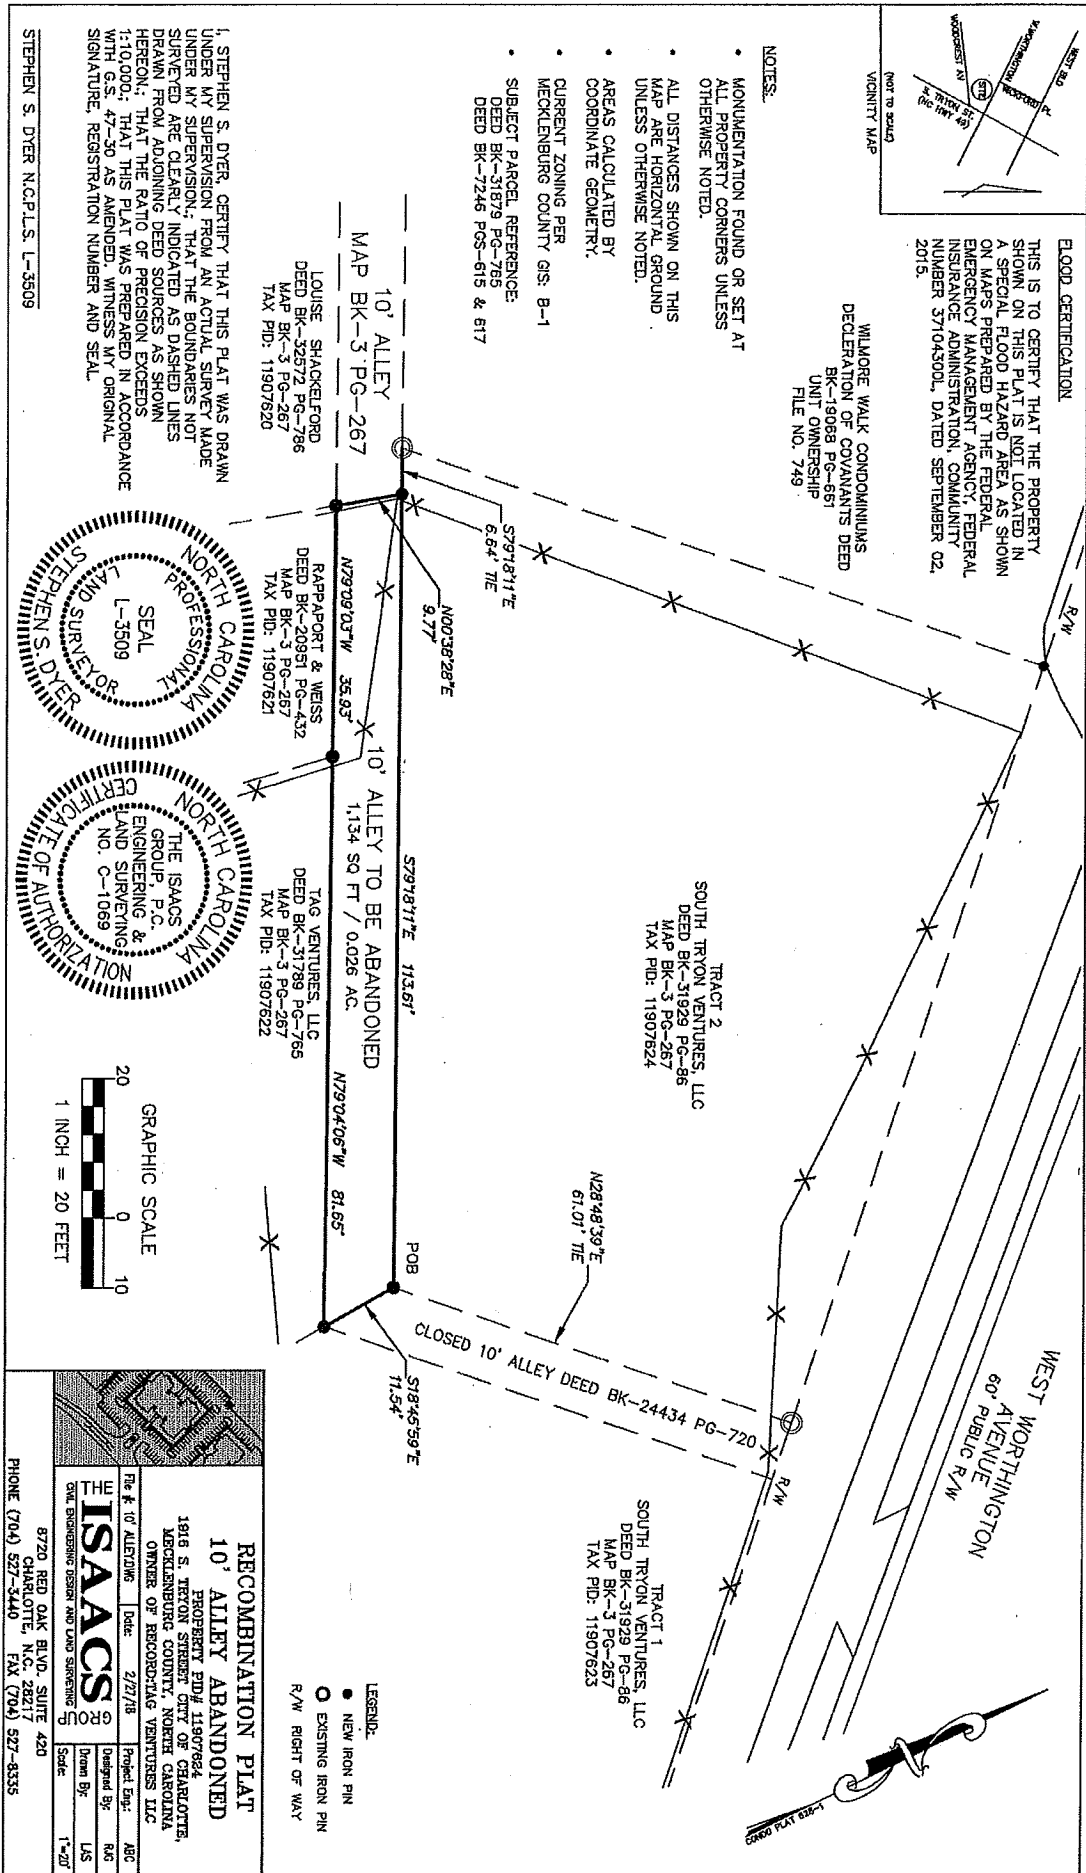 WEST BLD
W. WORTHINGTON
WICKFORD PL.
WOODCREST AV
SITE
S. TRYON ST.
(NC HWY 49)
(NOT TO SCALE)
VICINITY MAP
FLOOD CERTIFICATION
THIS IS TO CERTIFY THAT THE PROPERTY
SHOWN ON THIS PLAT IS NOT LOCATED IN
A SPECIAL FLOOD HAZARD AREA AS SHOWN
ON MAPS PREPARED BY THE FEDERAL
EMERGENCY MANAGEMENT AGENCY, FEDERAL
INSURANCE ADMINISTRATION, COMMUNITY
NUMBER 37104300L, DATED SEPTEMBER 02,
2015.
NOTES:
• MONUMENTATION FOUND OR SET AT
ALL PROPERTY CORNERS UNLESS
OTHERWISE NOTED.
• ALL DISTANCES SHOWN ON THIS
MAP ARE HORIZONTAL GROUND
UNLESS OTHERWISE NOTED.
• AREAS CALCULATED BY
COORDINATE GEOMETRY.
• CURRENT ZONING PER
MECKLENBURG COUNTY GIS: B-1
• SUBJECT PARCEL REFERENCE:
DEED BK-31879 PG-765
DEED BK-7246 PGS-615 & 617
WILMORE WALK CONDOMINIUMS
DECLERATION OF COVANANTS DEED
BK-19088 PG-661
UNIT OWNERSHIP
FILE NO. 749
R/W
WEST WORTHINGTON
AVENUE
60' PUBLIC R/W
CONDO PLAT 828-1
TRACT 2
SOUTH TRYON VENTURES, LLC
DEED BK-31929 PG-86
MAP BK-3 PG-267
TAX PID: 11907624
TRACT 1
SOUTH TRYON VENTURES, LLC
DEED BK-31929 PG-86
MAP BK-3 PG-267
TAX PID: 11907623
R/W
N28°48'39"E
61.01' TIE
CLOSED 10' ALLEY DEED BK-24434 PG-720
10' ALLEY
MAP BK-3 PG-267
S79°18'11"E
6.64' TIE
N00°38'28"E
9.77'
S79°18'11"E 113.61'
POB
S18°45'59"E
11.54'
10' ALLEY TO BE ABANDONED
1,134 SQ FT / 0.026 AC.
N79°09'03"W 35.93'
N79°04'06"W 81.65'
LOUISE SHACKELFORD
DEED BK-32572 PG-786
MAP BK-3 PG-267
TAX PID: 11907620
RAPPAPORT & WEISS
DEED BK-20951 PG-432
MAP BK-3 PG-267
TAX PID: 11907621
TAG VENTURES, LLC
DEED BK-31789 PG-765
MAP BK-3 PG-267
TAX PID: 11907622
I, STEPHEN S. DYER, CERTIFY THAT THIS PLAT WAS DRAWN
UNDER MY SUPERVISION FROM AN ACTUAL SURVEY MADE
UNDER MY SUPERVISION.; THAT THE BOUNDARIES NOT
SURVEYED ARE CLEARLY INDICATED AS DASHED LINES
DRAWN FROM ADJOINING DEED SOURCES AS SHOWN
HEREON.; THAT THE RATIO OF PRECISION EXCEEDS
1:10,000.; THAT THIS PLAT WAS PREPARED IN ACCORDANCE
WITH G.S. 47-30 AS AMENDED. WITNESS MY ORIGINAL
SIGNATURE, REGISTRATION NUMBER AND SEAL
STEPHEN S. DYER N.C.P.L.S. L-3509
NORTH CAROLINA
PROFESSIONAL
SEAL
L-3509
LAND SURVEYOR
STEPHEN S. DYER
NORTH CAROLINA
THE ISAACS
GROUP, P.C.
ENGINEERING &
LAND SURVEYING
NO. C-1069
CERTIFICATE OF AUTHORIZATION
GRAPHIC SCALE
20 0 10
1 INCH = 20 FEET
LEGEND:
NEW IRON PIN
EXISTING IRON PIN
R/W RIGHT OF WAY
RECOMBINATION PLAT
10' ALLEY ABANDONED
PROPERTY PID# 11907624
1916 S. TRYON STREET CITY OF CHARLOTTE,
MECKLENBURG COUNTY, NORTH CAROLINA
OWNER OF RECORD:TAG VENTURES LLC
File #: 10' ALLEY.DWG Date: 2/27/18 Project Eng.: ABC
Designed By: RJG
Drawn By: LAS
Scale: 1"=20'
THE
ISAACS
GROUP
CIVIL ENGINEERING DESIGN AND LAND SURVEYING
8720 RED OAK BLVD. SUITE 420
CHARLOTTE, N.C. 28217
PHONE (704) 527-3440 FAX (704) 527-8335